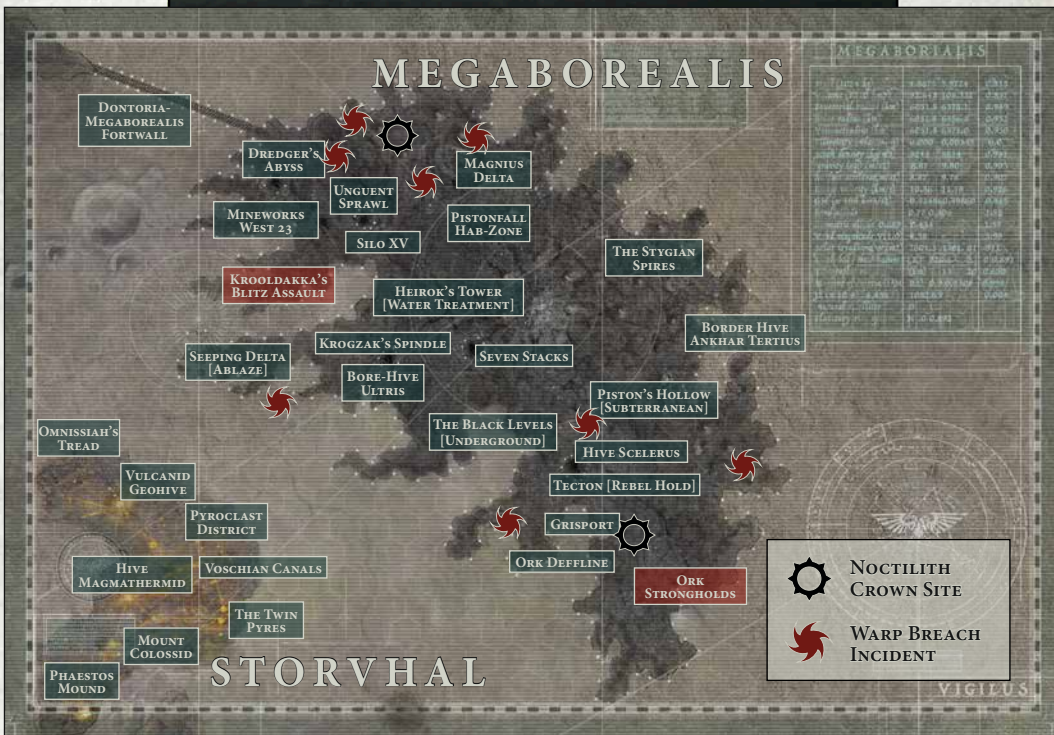 MEGABOREALIS
MEGABORIALIS
DONTORIA-
MEGABOREALIS
FORTWALL
DREDGER'S
ABYSS
MAGNIUS
DELTA
UNGUENT
SPRAWL
MINEWORKS
WEST 23
PISTONFALL
HAB-ZONE
SILO XV
THE STYGIAN
SPIRES
KROOLDAKKA'S
BLITZ ASSAULT
HEIROK'S TOWER
[WATER TREATMENT]
BORDER HIVE
ANKHAR TERTIUS
KROGZAK'S SPINDLE
SEEPING DELTA
[ABLAZE]
SEVEN STACKS
BORE-HIVE
ULTRIS
PISTON'S HOLLOW
[SUBTERRANEAN]
THE BLACK LEVELS
[UNDERGROUND]
OMNISSIAH'S
TREAD
HIVE SCELERUS
VULCANID
GEOHIVE
TECTON [REBEL HOLD]
PYROCLAST
DISTRICT
GRISPORT
ORK DEFFLINE
HIVE
MAGMATHERMID
VOSCHIAN CANALS
ORK
STRONGHOLDS
THE TWIN
PYRES
MOUNT
COLOSSID
PHAESTOS
MOUND
STORVHAL
NOCTILITH
CROWN SITE
WARP BREACH
INCIDENT
VIGILUS